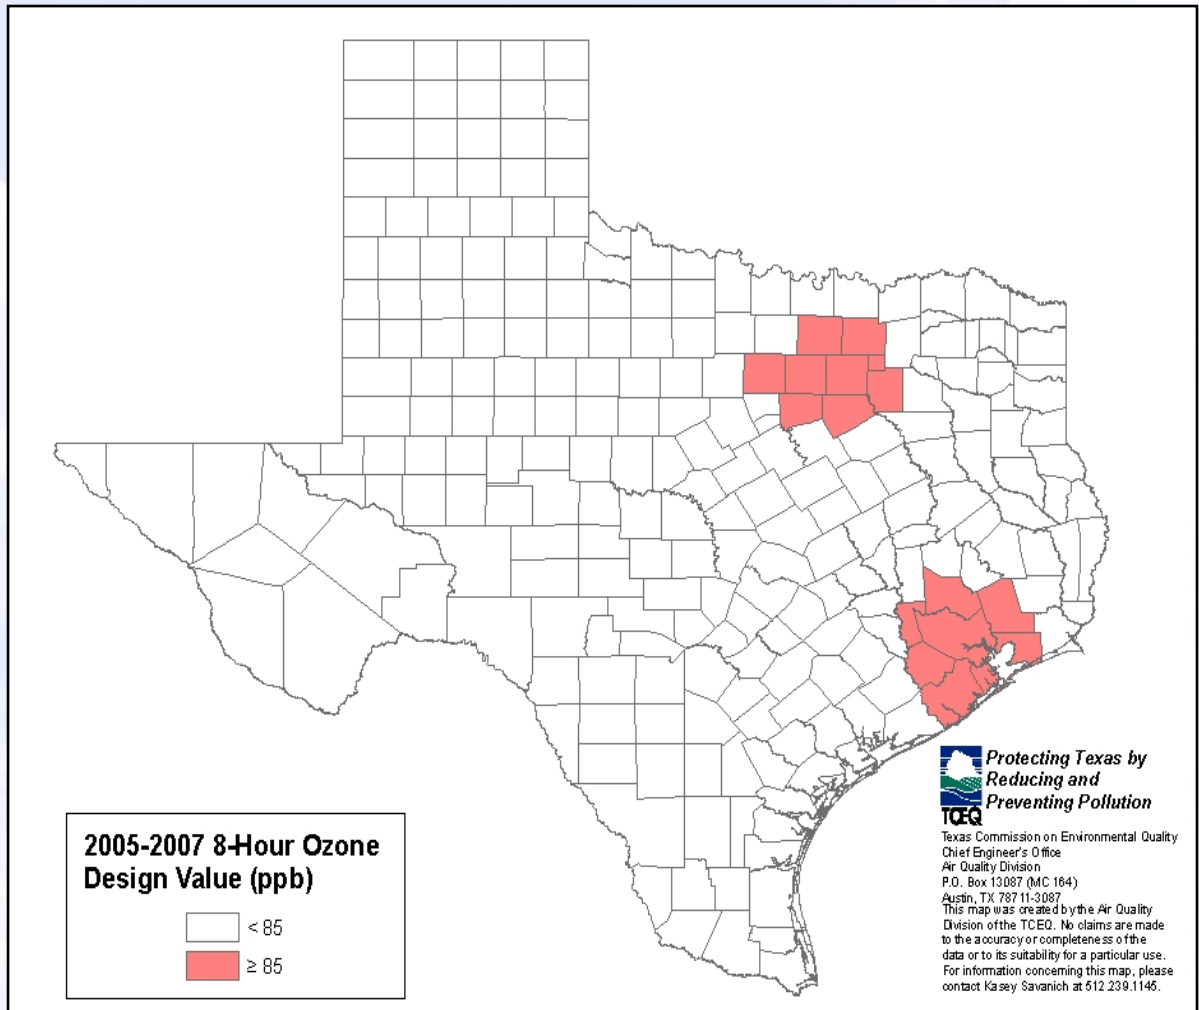 Protecting Texas by
Reducing and
Preventing Pollution
TCEQ
Texas Commission on Environmental Quality
Chief Engineer's Office
Air Quality Division
P.O. Box 13087 (MC 164)
Austin, TX 78711-3087
This map was created by the Air Quality
Division of the TCEQ. No claims are made
to the accuracy or completeness of the
data or to its suitability for a particular use.
For information concerning this map, please
contact Kasey Savanich at 512.239.1145.
2005-2007 8-Hour Ozone
Design Value (ppb)
< 85
≥ 85